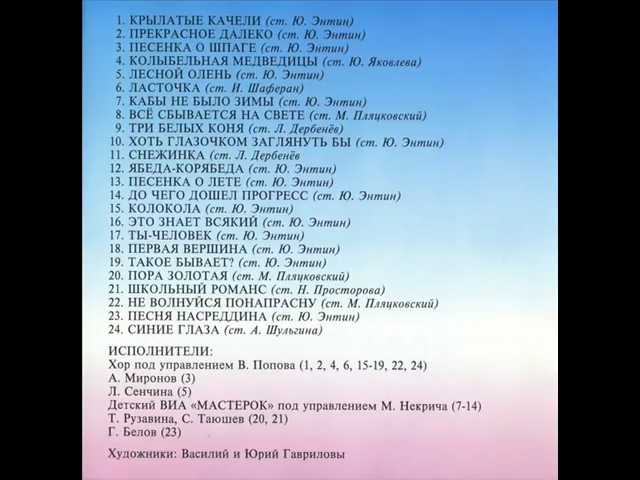 1. КРЫЛАТЫЕ КАЧЕЛИ (ст. Ю. Энтин)
2. ПРЕКРАСНОЕ ДАЛЕКО (ст. Ю. Энтин)
3. ПЕСЕНКА О ШПАГЕ (ст. Ю. Энтин)
4. КОЛЫБЕЛЬНАЯ МЕДВЕДИЦЫ (ст. Ю. Яковлева)
5. ЛЕСНОЙ ОЛЕНЬ (ст. Ю. Энтин)
6. ЛАСТОЧКА (ст. И. Шаферан)
7. КАБЫ НЕ БЫЛО ЗИМЫ (ст. Ю. Энтин)
8. ВСЁ СБЫВАЕТСЯ НА СВЕТЕ (ст. М. Пляцковский)
9. ТРИ БЕЛЫХ КОНЯ (ст. Л. Дербенёв)
10. ХОТЬ ГЛАЗОЧКОМ ЗАГЛЯНУТЬ БЫ (ст. Ю. Энтин)
11. СНЕЖИНКА (ст. Л. Дербенёв
12. ЯБЕДА-КОРЯБЕДА (ст. Ю. Энтин)
13. ПЕСЕНКА О ЛЕТЕ (ст. Ю. Энтин)
14. ДО ЧЕГО ДОШЕЛ ПРОГРЕСС (ст. Ю. Энтин)
15. КОЛОКОЛА (ст. Ю. Энтин)
16. ЭТО ЗНАЕТ ВСЯКИЙ (ст. Ю. Энтин)
17. ТЫ-ЧЕЛОВЕК (ст. Ю. Энтин)
18. ПЕРВАЯ ВЕРШИНА (ст. Ю. Энтин)
19. ТАКОЕ БЫВАЕТ? (ст. Ю. Энтин)
20. ПОРА ЗОЛОТАЯ (ст. М. Пляцковский)
21. ШКОЛЬНЫЙ РОМАНС (ст. Н. Просторова)
22. НЕ ВОЛНУЙСЯ ПОНАПРАСНУ (ст. М. Пляцковский)
23. ПЕСНЯ НАСРЕДДИНА (ст. Ю. Энтин)
24. СИНИЕ ГЛАЗА (ст. А. Шульгина)
ИСПОЛНИТЕЛИ:
Хор под управлением В. Попова (1, 2, 4, 6, 15-19, 22, 24)
А. Миронов (3)
Л. Сенчина (5)
Детский ВИА «МАСТЕРОК» под управлением М. Некрича (7-14)
Т. Рузавина, С. Таюшев (20, 21)
Г. Белов (23)
Художники: Василий и Юрий Гавриловы